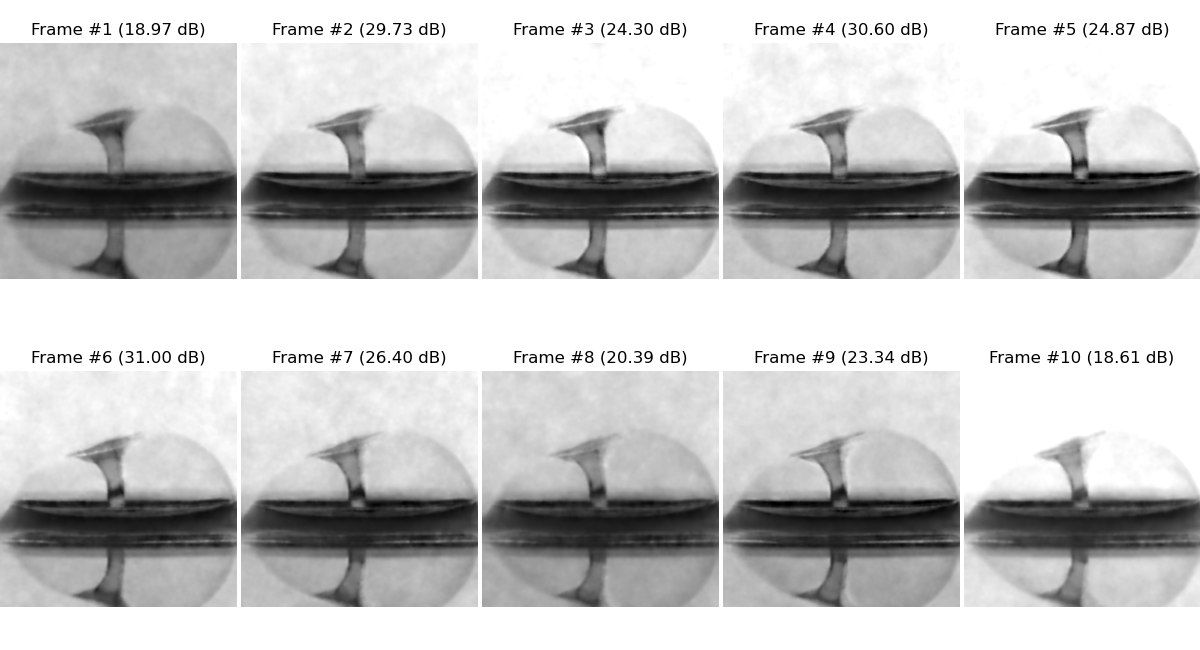 Frame #1 (18.97 dB)
Frame #2 (29.73 dB)
Frame #3 (24.30 dB)
Frame #4 (30.60 dB)
Frame #5 (24.87 dB)
Frame #6 (31.00 dB)
Frame #7 (26.40 dB)
Frame #8 (20.39 dB)
Frame #9 (23.34 dB)
Frame #10 (18.61 dB)